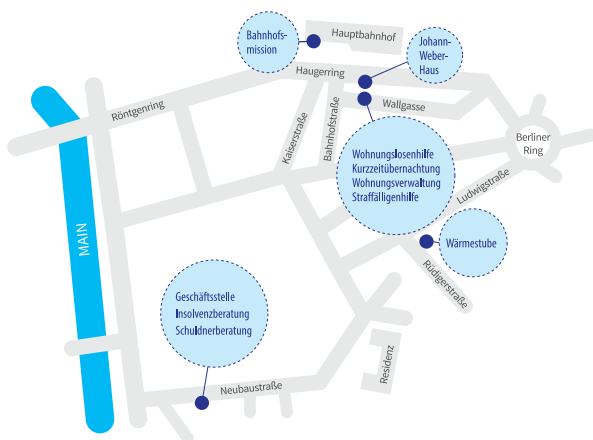 Bahnhofs-
mission
Hauptbahnhof
Johann-
Weber-
Haus
Haugerring
Röntgenring
Wallgasse
Kaiserstraße
Bahnhofstraße
Berliner
Ring
Wohnungslosenhilfe
Kurzzeitübernachtung
Wohnungsverwaltung
Straffälligenhilfe
Ludwigstraße
MAIN
Wärmestube
Rüdigerstraße
Geschäftsstelle
Insolvenzberatung
Schuldnerberatung
Residenz
Neubaustraße